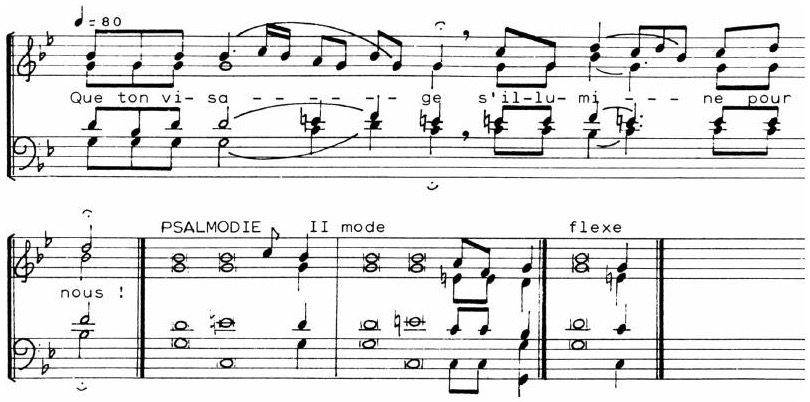 ♩ = 80
Que ton vi- sa - - - - - - ge s'il-lu- mi - - - ne pour
PSALMODIE II mode flexe
nous !